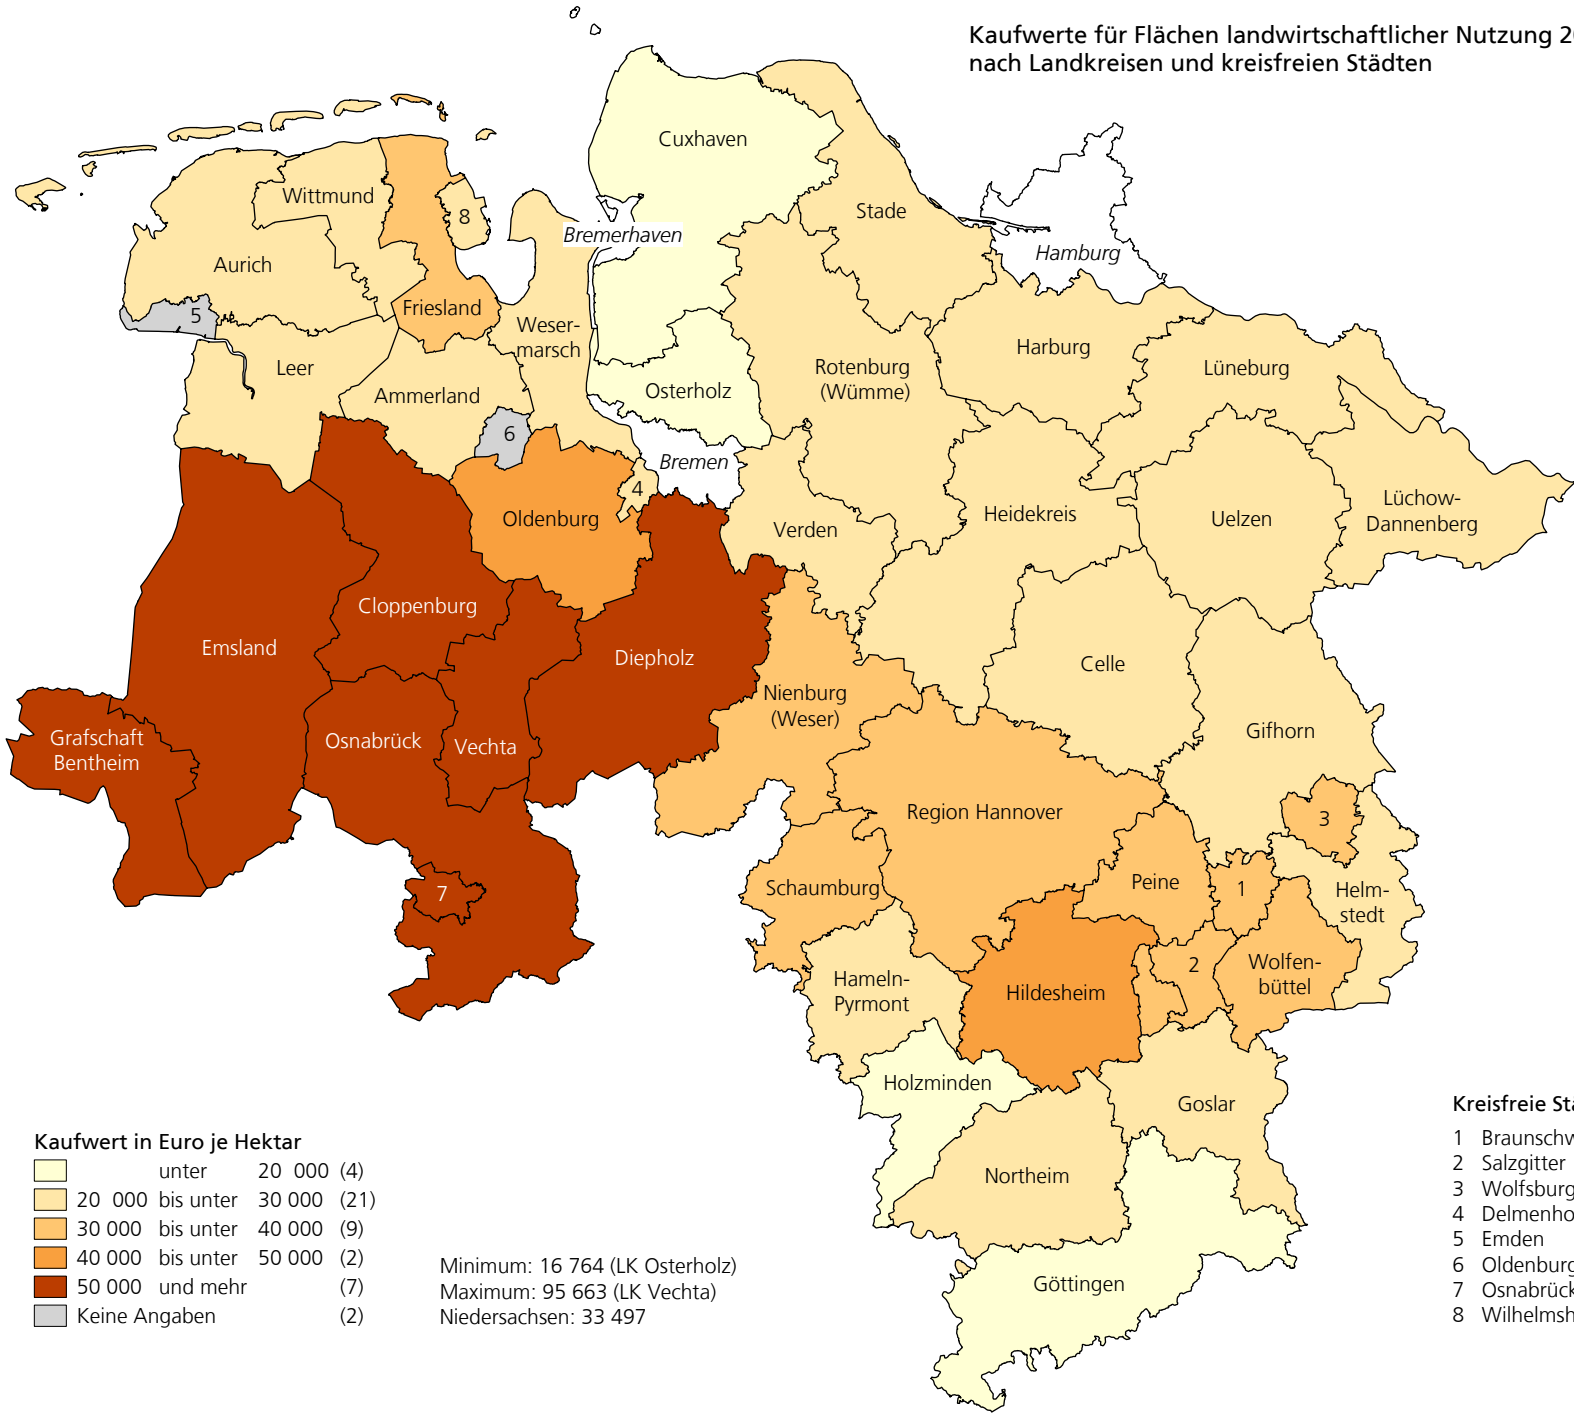 Kaufwerte für Flächen landwirtschaftlicher Nutzung
nach Landkreisen und kreisfreien Städten
Cuxhaven
Wittmund
8
Stade
Bremerhaven
Hamburg
Aurich
Friesland
5
Weser-
marsch
Leer
Harburg
Rotenburg
(Wümme)
Lüneburg
Ammerland
Osterholz
6
Bremen
4
Oldenburg
Verden
Heidekreis
Uelzen
Lüchow-
Dannenberg
Cloppenburg
Emsland
Diepholz
Celle
Nienburg
(Weser)
Grafschaft
Bentheim
Osnabrück
Vechta
Gifhorn
Region Hannover
3
7
Schaumburg
Peine
1
Helm-
stedt
2
Wolfen-
büttel
Hameln-
Pyrmont
Hildesheim
Holzminden
Goslar
Northeim
Göttingen
Kaufwert in Euro je Hektar
unter 20 000 (4)
20 000 bis unter 30 000 (21)
30 000 bis unter 40 000 (9)
40 000 bis unter 50 000 (2)
50 000 und mehr (7)
Keine Angaben (2)
Minimum: 16 764 (LK Osterholz)
Maximum: 95 663 (LK Vechta)
Niedersachsen: 33 497
Kreisfreie
1
2 Salzgitter
3 Wolfsburg
4
5 Emden
6 Oldenburg
7 Osnabrück
8